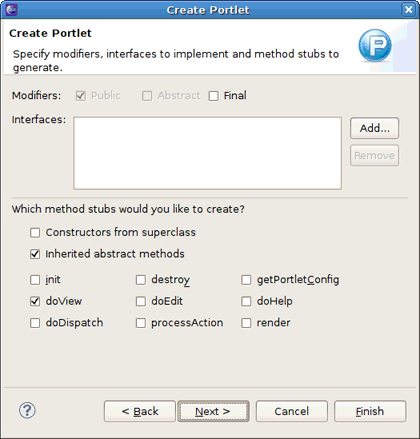 Create Portlet
Create Portlet
Specify modifiers, interfaces to implement and method stubs to
generate.
P
Modifiers: Public Abstract Final
Interfaces:
Add...
Remove
Which method stubs would you like to create?
Constructors from superclass
Inherited abstract methods
init destroy getPortletConfig
doView doEdit doHelp
doDispatch processAction render
? < Back Next > Cancel Finish